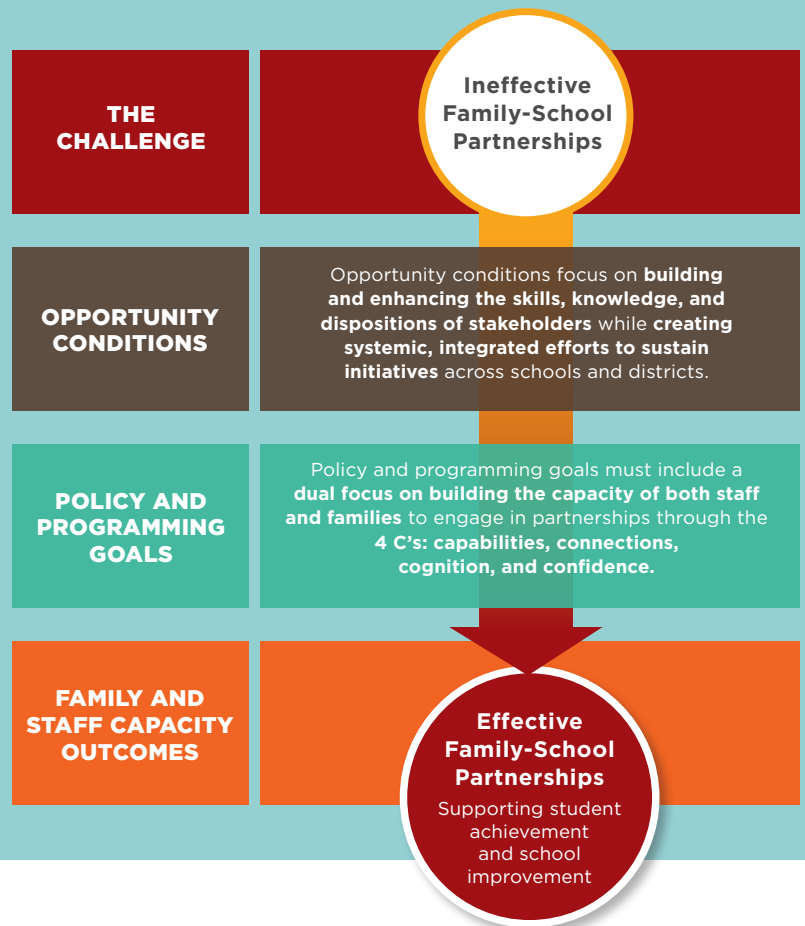 THE
CHALLENGE
Ineffective
Family-School
Partnerships
OPPORTUNITY
CONDITIONS
Opportunity conditions focus on building
and enhancing the skills, knowledge, and
dispositions of stakeholders while creating
systemic, integrated efforts to sustain
initiatives across schools and districts.
POLICY AND
PROGRAMMING
GOALS
Policy and programming goals must include a
dual focus on building the capacity of both staff
and families to engage in partnerships through the
4 C's: capabilities, connections,
cognition, and confidence.
FAMILY AND
STAFF CAPACITY
OUTCOMES
Effective
Family-School
Partnerships
Supporting student
achievement
and school
improvement